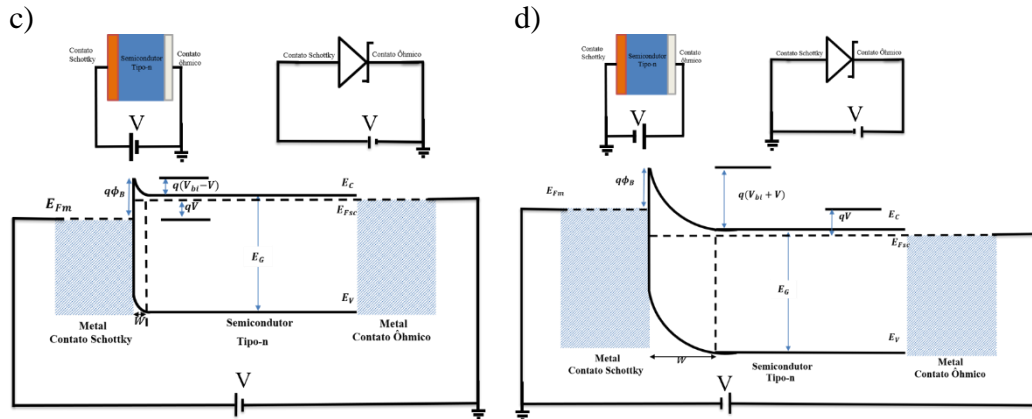 c)
Contato
Schottky
Semicondutor
Tipo-n
Contato
ôhmico
V
Contato Schottky
Contato Ôhmico
V
qϕ_B
q(V_bi−V)
E_C
E_Fm
qV
E_Fsc
E_G
E_V
W
Metal
Contato Schottky
Semicondutor
Tipo-n
Metal
Contato Ôhmico
V
d)
Contato
Schottky
Semicondutor
Tipo-n
Contato
ôhmico
V
Contato Schottky
Contato Ôhmico
V
qϕ_B
E_Fm
q(V_bi+V)
qV
E_C
E_Fsc
E_G
E_V
W
Metal
Contato Schottky
Semicondutor
Tipo-n
Metal
Contato Ôhmico
V